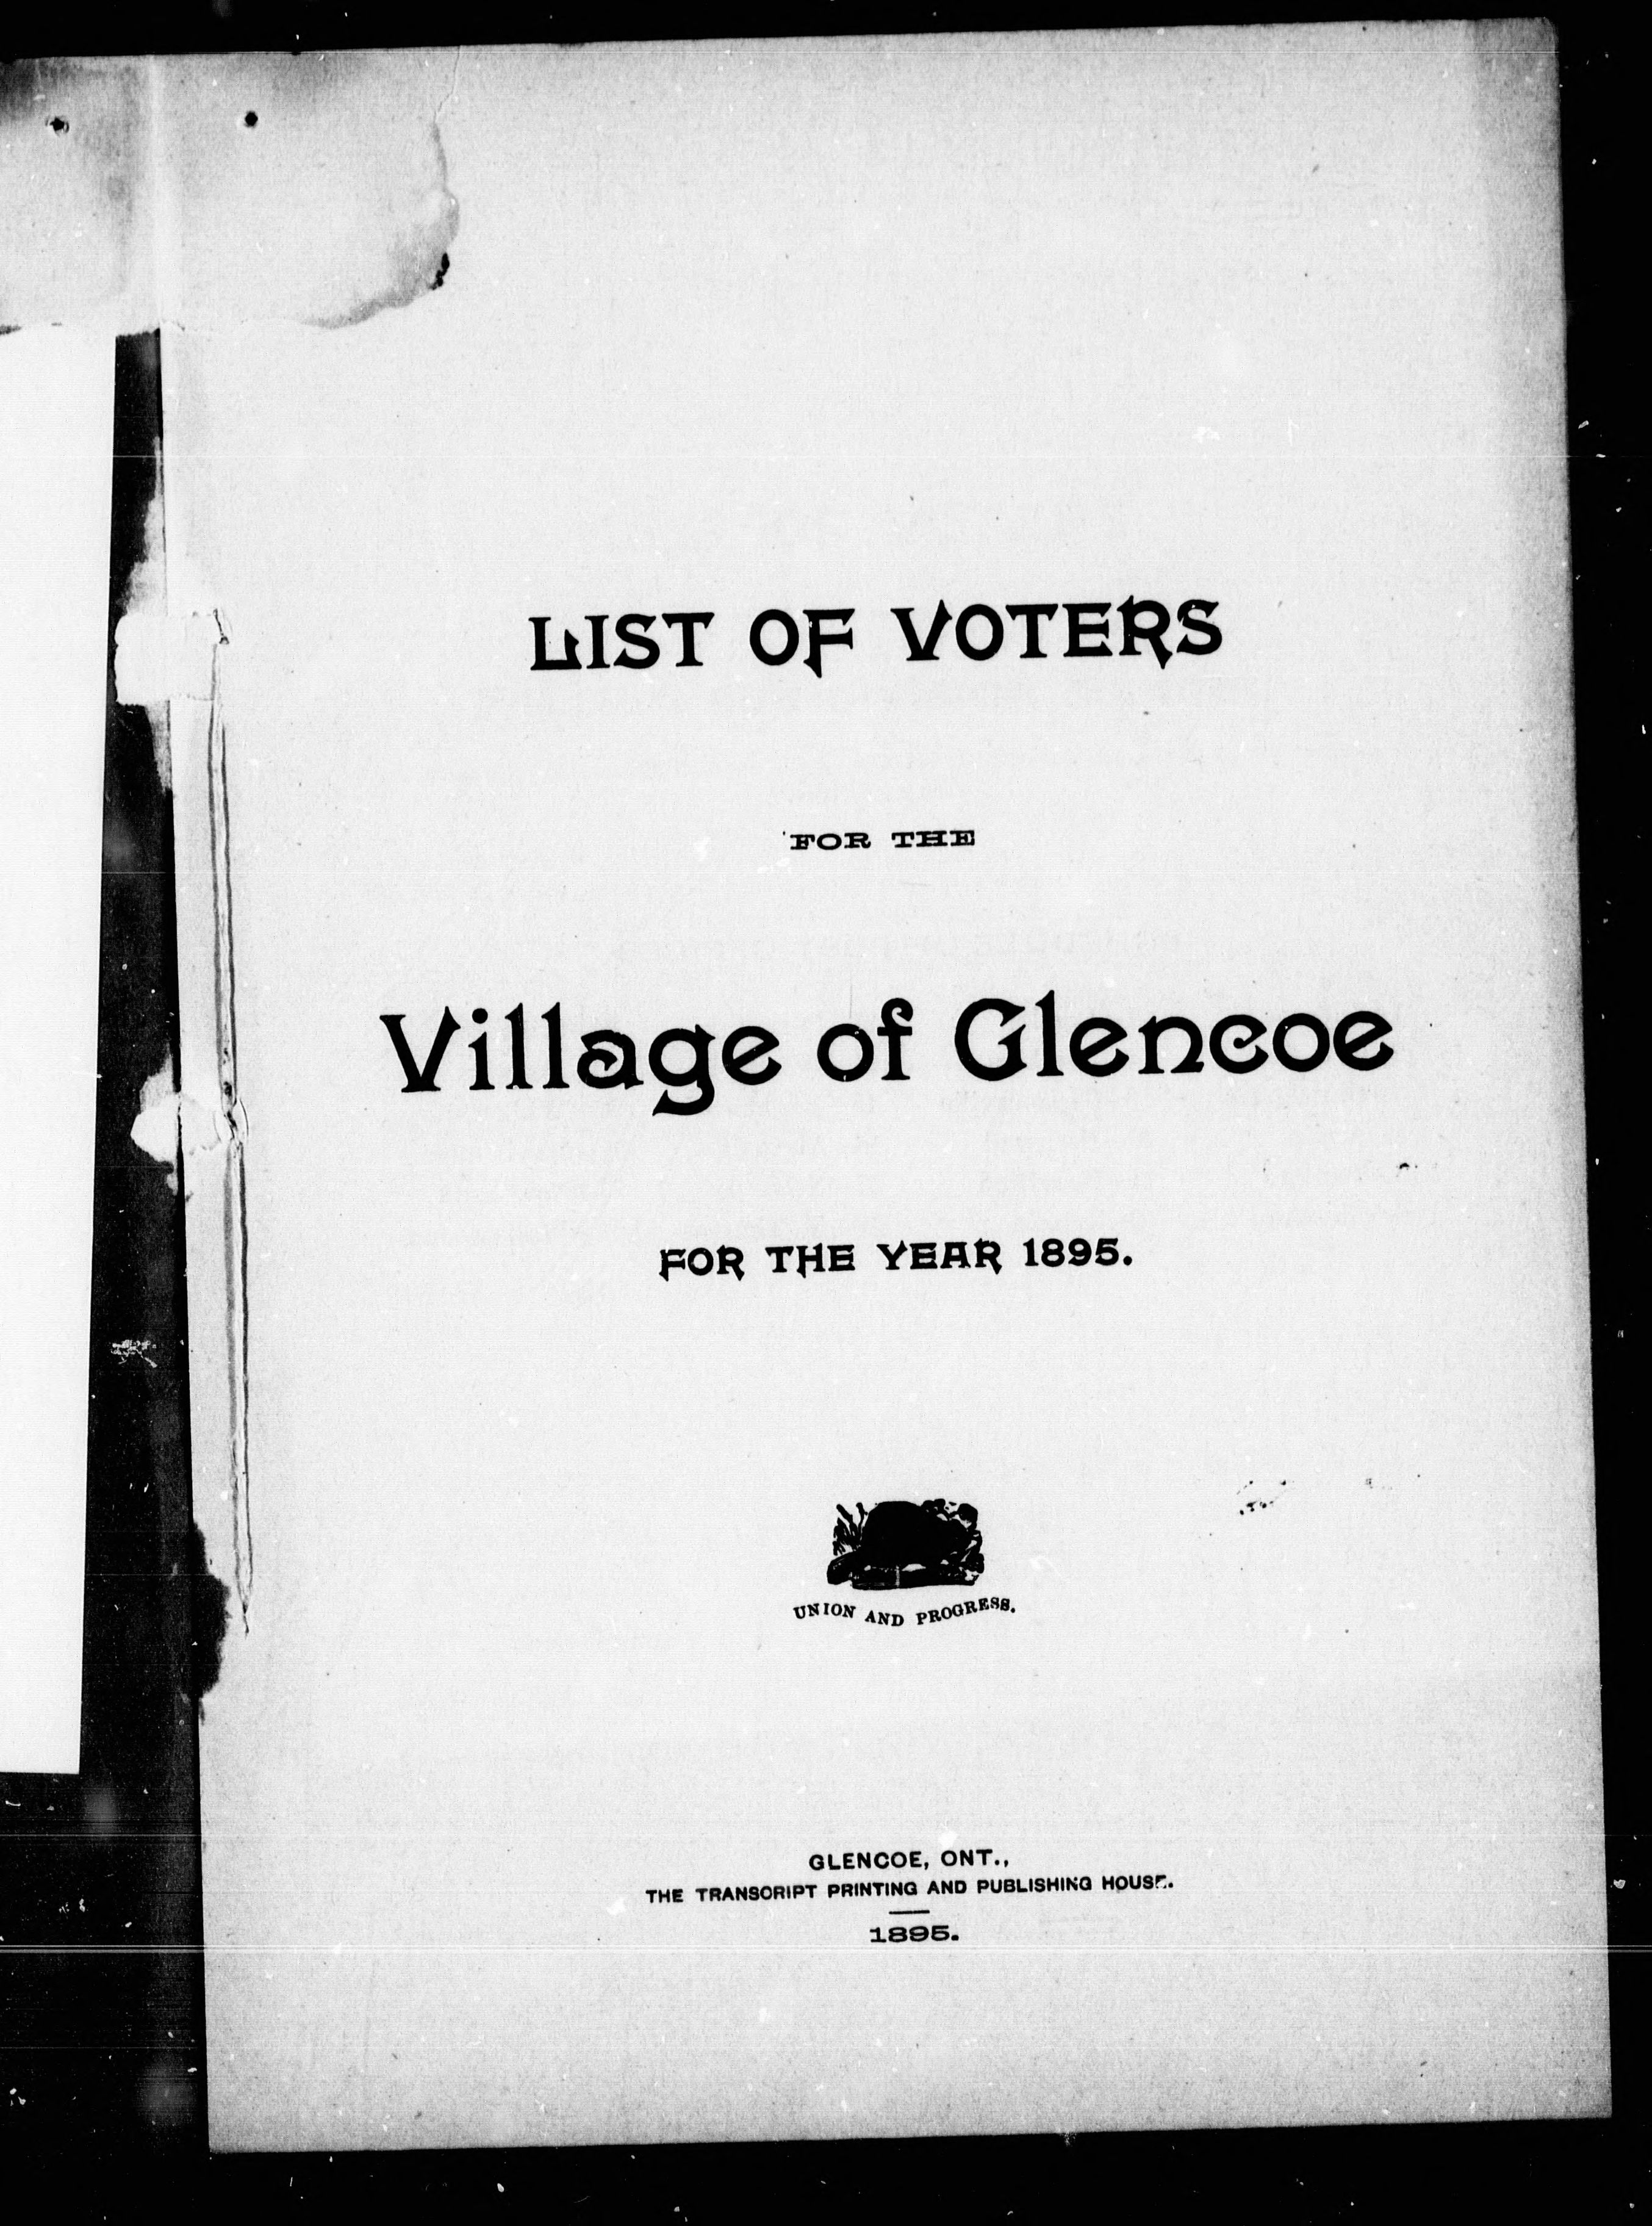 LIST OF VOTERS
FOR THE
Village of Glencoe
FOR THE YEAR 1895.
UNION AND PROGRESS.
GLENCOE, ONT.,
THE TRANSCRIPT PRINTING AND PUBLISHING HOUSE.
1895.